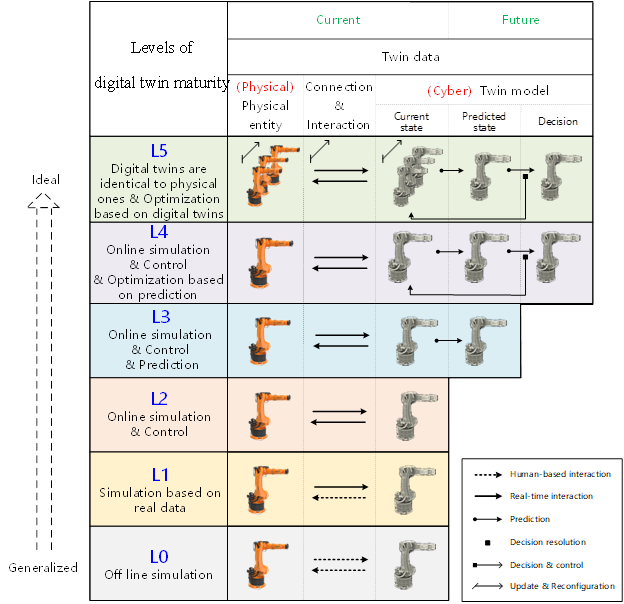 Current
Future
Levels of
digital twin maturity
Twin data
(Physical)
Physical
entity
Connection
&
Interaction
(Cyber) Twin model
Current
state
Predicted
state
Decision
L5
Digital twins are
identical to physical
ones & Optimization
based on digital twins
L4
Online simulation
& Control
& Optimization based
on prediction
L3
Online simulation
& Control
& Prediction
L2
Online simulation
& Control
L1
Simulation based on
real data
L0
Off line simulation
Ideal
Generalized
Human-based interaction
Real-time interaction
Prediction
Decision resolution
Decision & control
Update & Reconfiguration